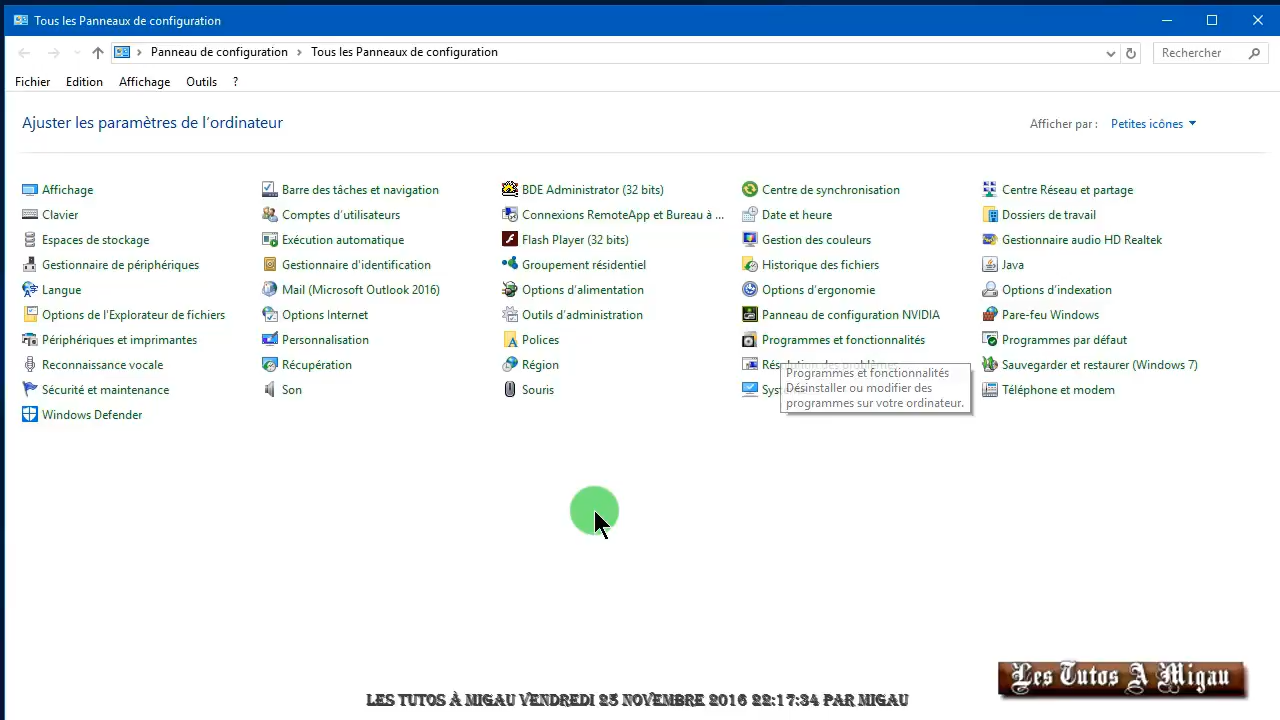 Tous les Panneaux de configuration
Panneau de configuration > Tous les Panneaux de configuration
Rechercher
Fichier Edition Affichage Outils ?
Ajuster les paramètres de l'ordinateur
Afficher par : Petites icônes
Affichage
Barre des tâches et navigation
BDE Administrator (32 bits)
Centre de synchronisation
Centre Réseau et partage
Clavier
Comptes d'utilisateurs
Connexions RemoteApp et Bureau à ...
Date et heure
Dossiers de travail
Espaces de stockage
Exécution automatique
Flash Player (32 bits)
Gestion des couleurs
Gestionnaire audio HD Realtek
Gestionnaire de périphériques
Gestionnaire d'identification
Groupement résidentiel
Historique des fichiers
Java
Langue
Mail (Microsoft Outlook 2016)
Options d'alimentation
Options d'ergonomie
Options d'indexation
Options de l'Explorateur de fichiers
Options Internet
Outils d'administration
Panneau de configuration NVIDIA
Pare-feu Windows
Périphériques et imprimantes
Personnalisation
Polices
Programmes et fonctionnalités
Programmes par défaut
Reconnaissance vocale
Récupération
Région
Résolution des problèmes
Sauvegarder et restaurer (Windows 7)
Sécurité et maintenance
Son
Souris
Téléphone et modem
Windows Defender
Programmes et fonctionnalités
Désinstaller ou modifier des
programmes sur votre ordinateur.
Les Tutos A Migau
LES TUTOS À MIGAU VENDREDI 25 NOVEMBRE 2016 22:17:34 PAR MIGAU